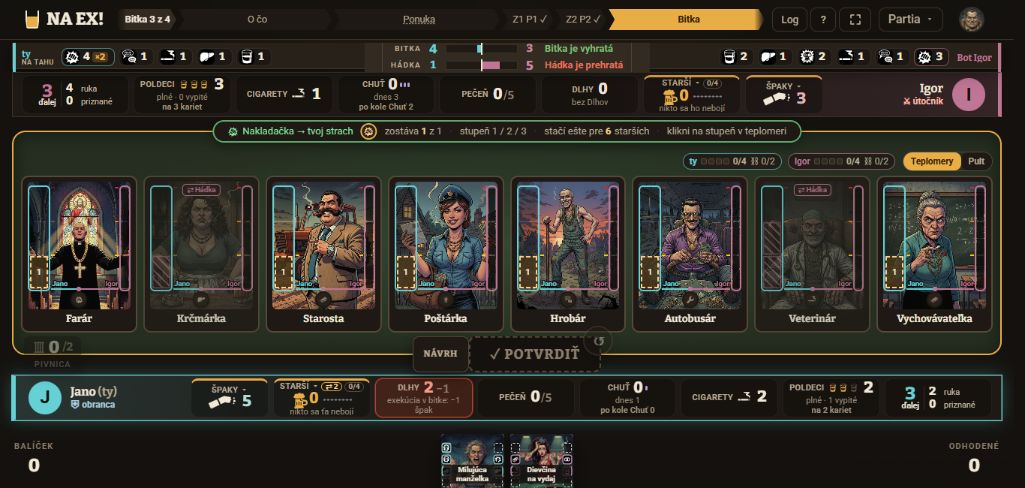 NA EX!
Bitka 3 z 4
O čo
Ponuka
Z1 P1 ✓
Z2 P2 ✓
Bitka
Log
?
Partia
ty
NA ŤAHU
4 ×2
1
1
1
1
BITKA 4 3 Bitka je vyhratá
HÁDKA 1 5 Hádka je prehratá
2
1
2
1
1
3
Bot Igor
3 ďalej
4 ruka
0 priznané
POLDECI 3
plné · 0 vypité
na 3 kariet
CIGARETY 1
CHUŤ 0
dnes 3
po kole Chuť 2
PEČEŇ 0/5
DLHY 0
bez Dlhov
STARŠÍ 0/4
0
nikto sa ho nebojí
ŠPAKY
3
Igor
útočník
I
Nakladačka → tvoj strach zostáva 1 z 1 · stupeň 1 / 2 / 3 · stačí ešte pre 6 starších · klikni na stupeň v teplomeri
ty 0/4 0/2
Igor 0/4 0/2
Teplomery
Pult
1
Jano Igor
Farár
Hádka
Jano Igor
Krčmárka
1
Jano Igor
Starosta
1
Jano Igor
Poštárka
1
Jano Igor
Hrobár
1
Jano Igor
Autobusár
Hádka
Jano Igor
Veterinár
1
Jano Igor
Vychovávateľka
0/2
PIVNICA
NÁVRH
✓ POTVRDIŤ
J
Jano (ty)
obranca
ŠPAKY
5
STARŠÍ 2 0/4
0
nikto sa ťa nebojí
DLHY 2 −1
exekúcia v bitke: −1
špak
PEČEŇ 0/5
CHUŤ 0
dnes 1
po kole Chuť 0
CIGARETY 2
POLDECI 2
plné · 1 vypité
na 2 kariet
3 ďalej
2 ruka
0 priznané
BALÍČEK
0
Milujúca
manželka
Dievčina
na vydaj
ODHODENÉ
0